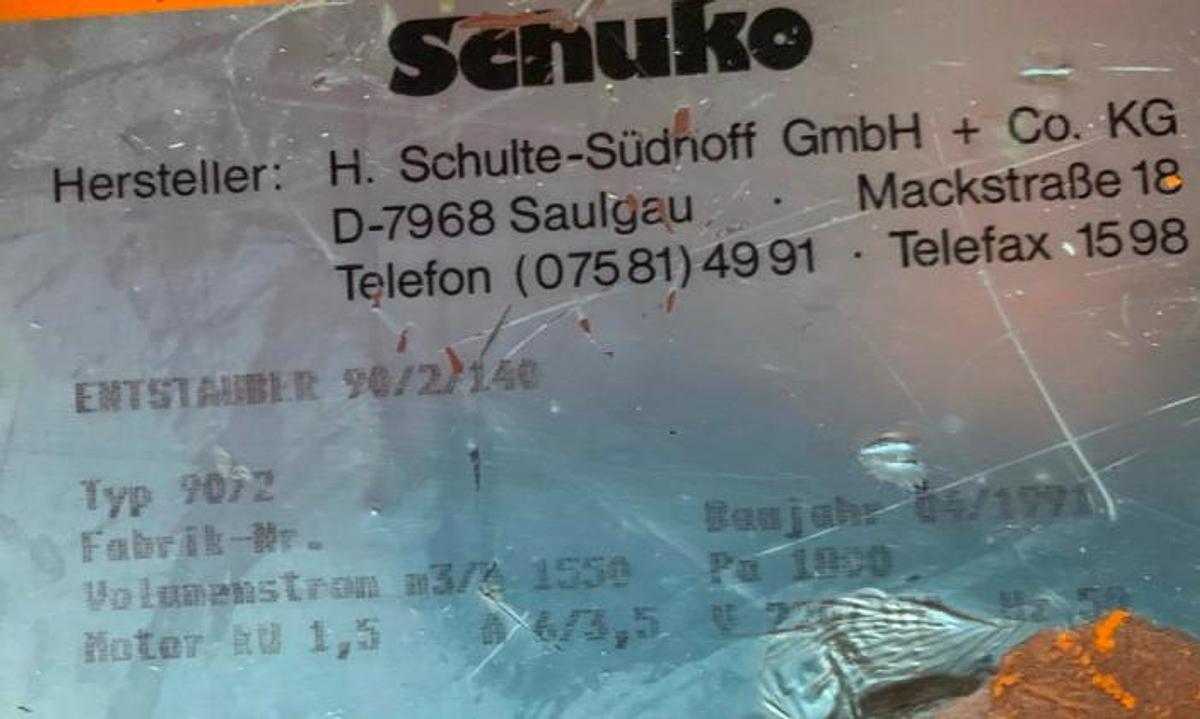 Schuko
Hersteller: H. Schulte-Südhoff GmbH + Co. KG
D-7968 Saulgau · Mackstraße 18
Telefon (07581) 4991 · Telefax 1598
ENTSTAUBER 90/2/140
Typ 90/2 Baujahr 04/1991
Fabrik-Nr.
Volumenstrom m3/ 1550 Pa
Motor kW 1,5 A 6/3,5 V Hz 50